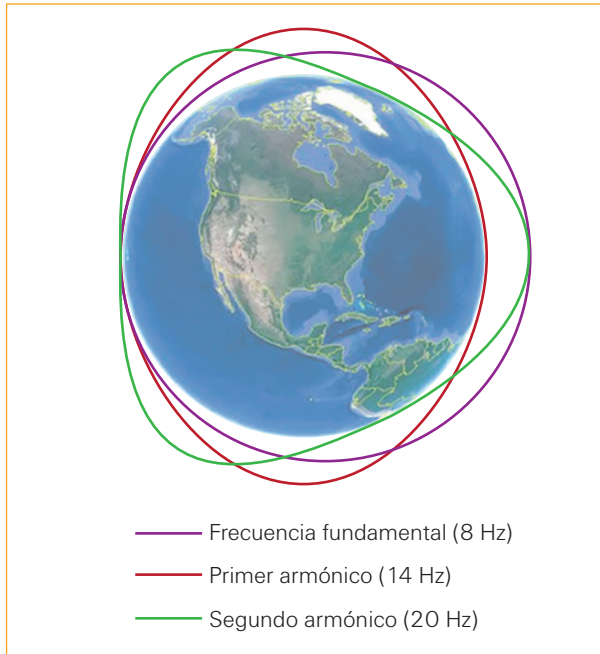 Frecuencia fundamental (8 Hz)
Primer armónico (14 Hz)
Segundo armónico (20 Hz)